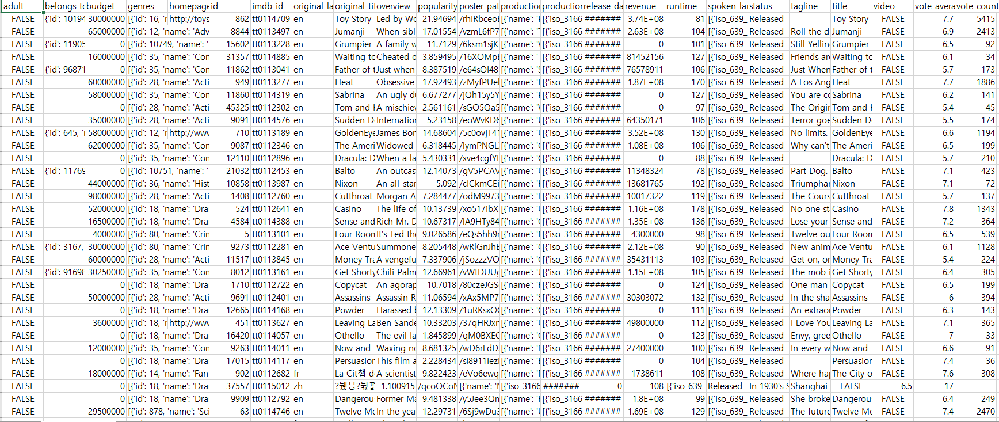 adult belongs_to budget genres homepage id imdb_id original_la original_tit overview popularity poster_pat production production release_da revenue runtime spoken_lar status tagline title video vote_avera vote_count
FALSE {'id': 10194 30000000 [{'id': 16, 'n http://toys 862 tt0114709 en Toy Story Led by Wo 21.94694 /rhIRbceoE [{'name': 'P [{'iso_3166 ####### 3.74E+08 81 [{'iso_639_ Released Toy Story FALSE 7.7 5415
FALSE 65000000 [{'id': 12, 'name': 'Adv 8844 tt0113497 en Jumanji When sibl 17.01554 /vzmL6fP7 [{'name': 'T [{'iso_3166 ####### 2.63E+08 104 [{'iso_639_ Released Roll the di Jumanji FALSE 6.9 2413
FALSE {'id': 11905 0 [{'id': 10749, 'name': ' 15602 tt0113228 en Grumpier A family w 11.7129 /6ksm1sjK [{'name': 'V [{'iso_3166 ####### 0 101 [{'iso_639_ Released Still Yellin Grumpier FALSE 6.5 92
FALSE 16000000 [{'id': 35, 'name': 'Con 31357 tt0114885 en Waiting to Cheated o 3.859495 /16XOMpl [{'name': 'T [{'iso_3166 ####### 81452156 127 [{'iso_639_ Released Friends are Waiting to FALSE 6.1 34
FALSE {'id': 96871 0 [{'id': 35, 'name': 'Con 11862 tt0113041 en Father of t Just when 8.387519 /e64sOI48 [{'name': 'S [{'iso_3166 ####### 76578911 106 [{'iso_639_ Released Just When Father of t FALSE 5.7 173
FALSE 60000000 [{'id': 28, 'name': 'Acti 949 tt0113277 en Heat Obsessive 17.92493 /zMyfPUel [{'name': 'F [{'iso_3166 ####### 1.87E+08 170 [{'iso_639_ Released A Los Ang Heat FALSE 7.7 1886
FALSE 58000000 [{'id': 35, 'name': 'Con 11860 tt0114319 en Sabrina An ugly du 6.677277 /jQh15y5Y [{'name': 'F [{'iso_3166 ####### 0 127 [{'iso_639_ Released You are co Sabrina FALSE 6.2 141
FALSE 0 [{'id': 28, 'name': 'Acti 45325 tt0112302 en Tom and H A mischiev 2.561161 /sGO5Qa5 [{'name': 'V [{'iso_3166 ####### 0 97 [{'iso_639_ Released The Origir Tom and H FALSE 5.4 45
FALSE 35000000 [{'id': 28, 'name': 'Acti 9091 tt0114576 en Sudden D Internation 5.23158 /eoWvKD6 [{'name': 'U [{'iso_3166 ####### 64350171 106 [{'iso_639_ Released Terror goe Sudden D FALSE 5.5 174
FALSE {'id': 645, 'n 58000000 [{'id': 12, 'n http://www 710 tt0113189 en GoldenEye James Bon 14.68604 /5c0ovjT41 [{'name': 'U [{'iso_3166 ####### 3.52E+08 130 [{'iso_639_ Released No limits. GoldenEye FALSE 6.6 1194
FALSE 62000000 [{'id': 35, 'name': 'Con 9087 tt0112346 en The Ameri Widowed 6.318445 /lymPNGL [{'name': 'C [{'iso_3166 ####### 1.08E+08 106 [{'iso_639_ Released Why can't The Ameri FALSE 6.5 199
FALSE 0 [{'id': 35, 'name': 'Con 12110 tt0112896 en Dracula: D When a la 5.430331 /xve4cgfYI [{'name': 'C [{'iso_3166 ####### 0 88 [{'iso_639_ Released Dracula: D FALSE 5.7 210
FALSE {'id': 11769 0 [{'id': 10751, 'name': ' 21032 tt0112453 en Balto An outcas 12.14073 /gV5PCAV [{'name': 'U [{'iso_3166 ####### 11348324 78 [{'iso_639_ Released Part Dog. Balto FALSE 7.1 423
FALSE 44000000 [{'id': 36, 'name': 'Hist 10858 tt0113987 en Nixon An all-star 5.092 /cICkmCEi [{'name': 'H [{'iso_3166 ####### 13681765 192 [{'iso_639_ Released Triumphar Nixon FALSE 7.1 72
FALSE 98000000 [{'id': 28, 'name': 'Acti 1408 tt0112760 en Cutthroat Morgan A 7.284477 /odM9973 [{'name': 'P [{'iso_3166 ####### 10017322 119 [{'iso_639_ Released The Cours Cutthroat FALSE 5.7 137
FALSE 52000000 [{'id': 18, 'name': 'Dra 524 tt0112641 en Casino The life of 10.13739 /xo517ibX [{'name': 'U [{'iso_3166 ####### 1.16E+08 178 [{'iso_639_ Released No one sta Casino FALSE 7.8 1343
FALSE 16500000 [{'id': 18, 'name': 'Dra 4584 tt0114388 en Sense and Rich Mr. D 10.67317 /lA9HTy84 [{'name': 'C [{'iso_3166 ####### 1.35E+08 136 [{'iso_639_ Released Lose your Sense and FALSE 7.2 364
FALSE 4000000 [{'id': 80, 'name': 'Crin 5 tt0113101 en Four Roon It's Ted the 9.026586 /eQs5hh9r [{'name': 'M [{'iso_3166 ####### 4300000 98 [{'iso_639_ Released Twelve ou Four Roon FALSE 6.5 539
FALSE {'id': 3167, 30000000 [{'id': 80, 'name': 'Crin 9273 tt0112281 en Ace Ventu Summone 8.205448 /wRlGnJhE [{'name': 'O [{'iso_3166 ####### 2.12E+08 90 [{'iso_639_ Released New anim Ace Ventu FALSE 6.1 1128
FALSE 60000000 [{'id': 28, 'name': 'Acti 11517 tt0113845 en Money Tra A vengeful 7.337906 /jSozzzVO [{'name': 'C [{'iso_3166 ####### 35431113 103 [{'iso_639_ Released Get on, or Money Tra FALSE 5.4 224
FALSE {'id': 91698 30250000 [{'id': 35, 'name': 'Con 8012 tt0113161 en Get Shorty Chili Palm 12.66961 /vWtDUUg [{'name': 'J [{'iso_3166 ####### 1.15E+08 105 [{'iso_639_ Released The mob i Get Shorty FALSE 6.4 305
FALSE 0 [{'id': 18, 'name': 'Dra 1710 tt0112722 en Copycat An agorap 10.7018 /80czeJGS [{'name': 'F [{'iso_3166 ####### 0 124 [{'iso_639_ Released One man Copycat FALSE 6.5 199
FALSE 50000000 [{'id': 28, 'name': 'Acti 9691 tt0112401 en Assassins Assassin R 11.06594 /xAx5MP7 [{'name': 'S [{'iso_3166 ####### 30303072 132 [{'iso_639_ Released In the sha Assassins FALSE 6 394
FALSE 0 [{'id': 18, 'name': 'Dra 12665 tt0114168 en Powder Harassed b 12.13309 /1uRKsxOC [{'name': 'C [{'iso_3166 ####### 0 111 [{'iso_639_ Released An extraor Powder FALSE 6.3 143
FALSE 3600000 [{'id': 18, 'n http://www 451 tt0113627 en Leaving La Ben Sande 10.33203 /37qHRJxr [{'name': 'C [{'iso_3166 ####### 49800000 112 [{'iso_639_ Released I Love You Leaving La FALSE 7.1 365
FALSE 0 [{'id': 18, 'name': 'Dra 16420 tt0114057 en Othello The evil Ia 1.845899 /qM0BXEC [{'name': 'C [{'iso_3166 ####### 0 123 [{'iso_639_ Released Envy, gree Othello FALSE 7 33
FALSE 12000000 [{'id': 35, 'name': 'Con 9263 tt0114011 en Now and T Waxing no 8.681325 /wD6rLdD [{'name': 'N [{'iso_3166 ####### 27400000 100 [{'iso_639_ Released In every w Now and T FALSE 6.6 91
FALSE 0 [{'id': 18, 'name': 'Dra 17015 tt0114117 en Persuasion This film a 2.228434 /si8911Iez [{'name': 'E [{'iso_3166 ####### 0 104 [{'iso_639_ Released Persuasion FALSE 7.4 36
FALSE 18000000 [{'id': 14, 'name': 'Fan 902 tt0112682 fr La Cit챕 d A scientist 9.822423 /eVo6ewq [{'name': 'P [{'iso_3166 ####### 1738611 108 [{'iso_639_ Released Where hap The City o FALSE 7.6 308
FALSE 0 [{'id': 18, 'name': 'Dra 37557 tt0115012 zh 1.100915 /qcoOCoN [{'name': 'N [{'iso_3166 ####### 0 108 [{'iso_639_ Released In 1930's S Shanghai FALSE 6.5 17
FALSE 0 [{'id': 18, 'name': 'Dra 9909 tt0112792 en Dangerou Former Ma 9.481338 /y5Jee3Qr [{'name': 'H [{'iso_3166 ####### 1.8E+08 99 [{'iso_639_ Released She broke Dangerou FALSE 6.4 249
FALSE 29500000 [{'id': 878, 'name': 'Sci 63 tt0114746 en Twelve Mo In the yea 12.29731 /6Sj9wDu3 [{'name': 'U [{'iso_3166 ####### 1.69E+08 129 [{'iso_639_ Released The future Twelve Mo FALSE 7.4 2470